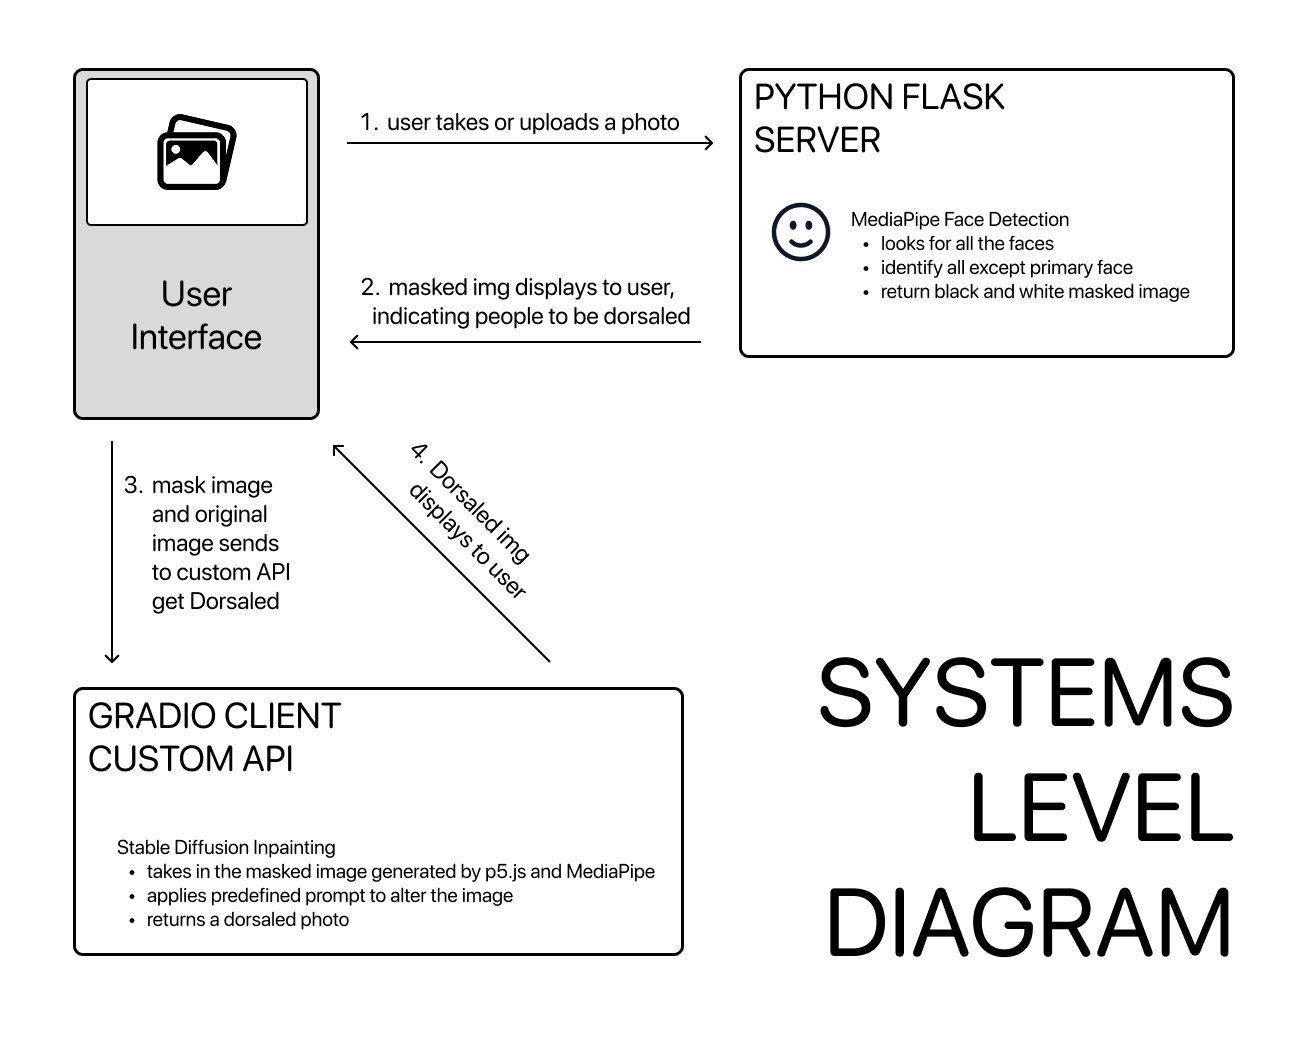 User
Interface
1. user takes or uploads a photo
2. masked img displays to user,
indicating people to be dorsaled
PYTHON FLASK
SERVER
MediaPipe Face Detection
• looks for all the faces
• identify all except primary face
• return black and white masked image
3. mask image
and original
image sends
to custom API
get Dorsaled
4. Dorsaled img
displays to user
GRADIO CLIENT
CUSTOM API
Stable Diffusion Inpainting
• takes in the masked image generated by p5.js and MediaPipe
• applies predefined prompt to alter the image
• returns a dorsaled photo
SYSTEMS
LEVEL
DIAGRAM